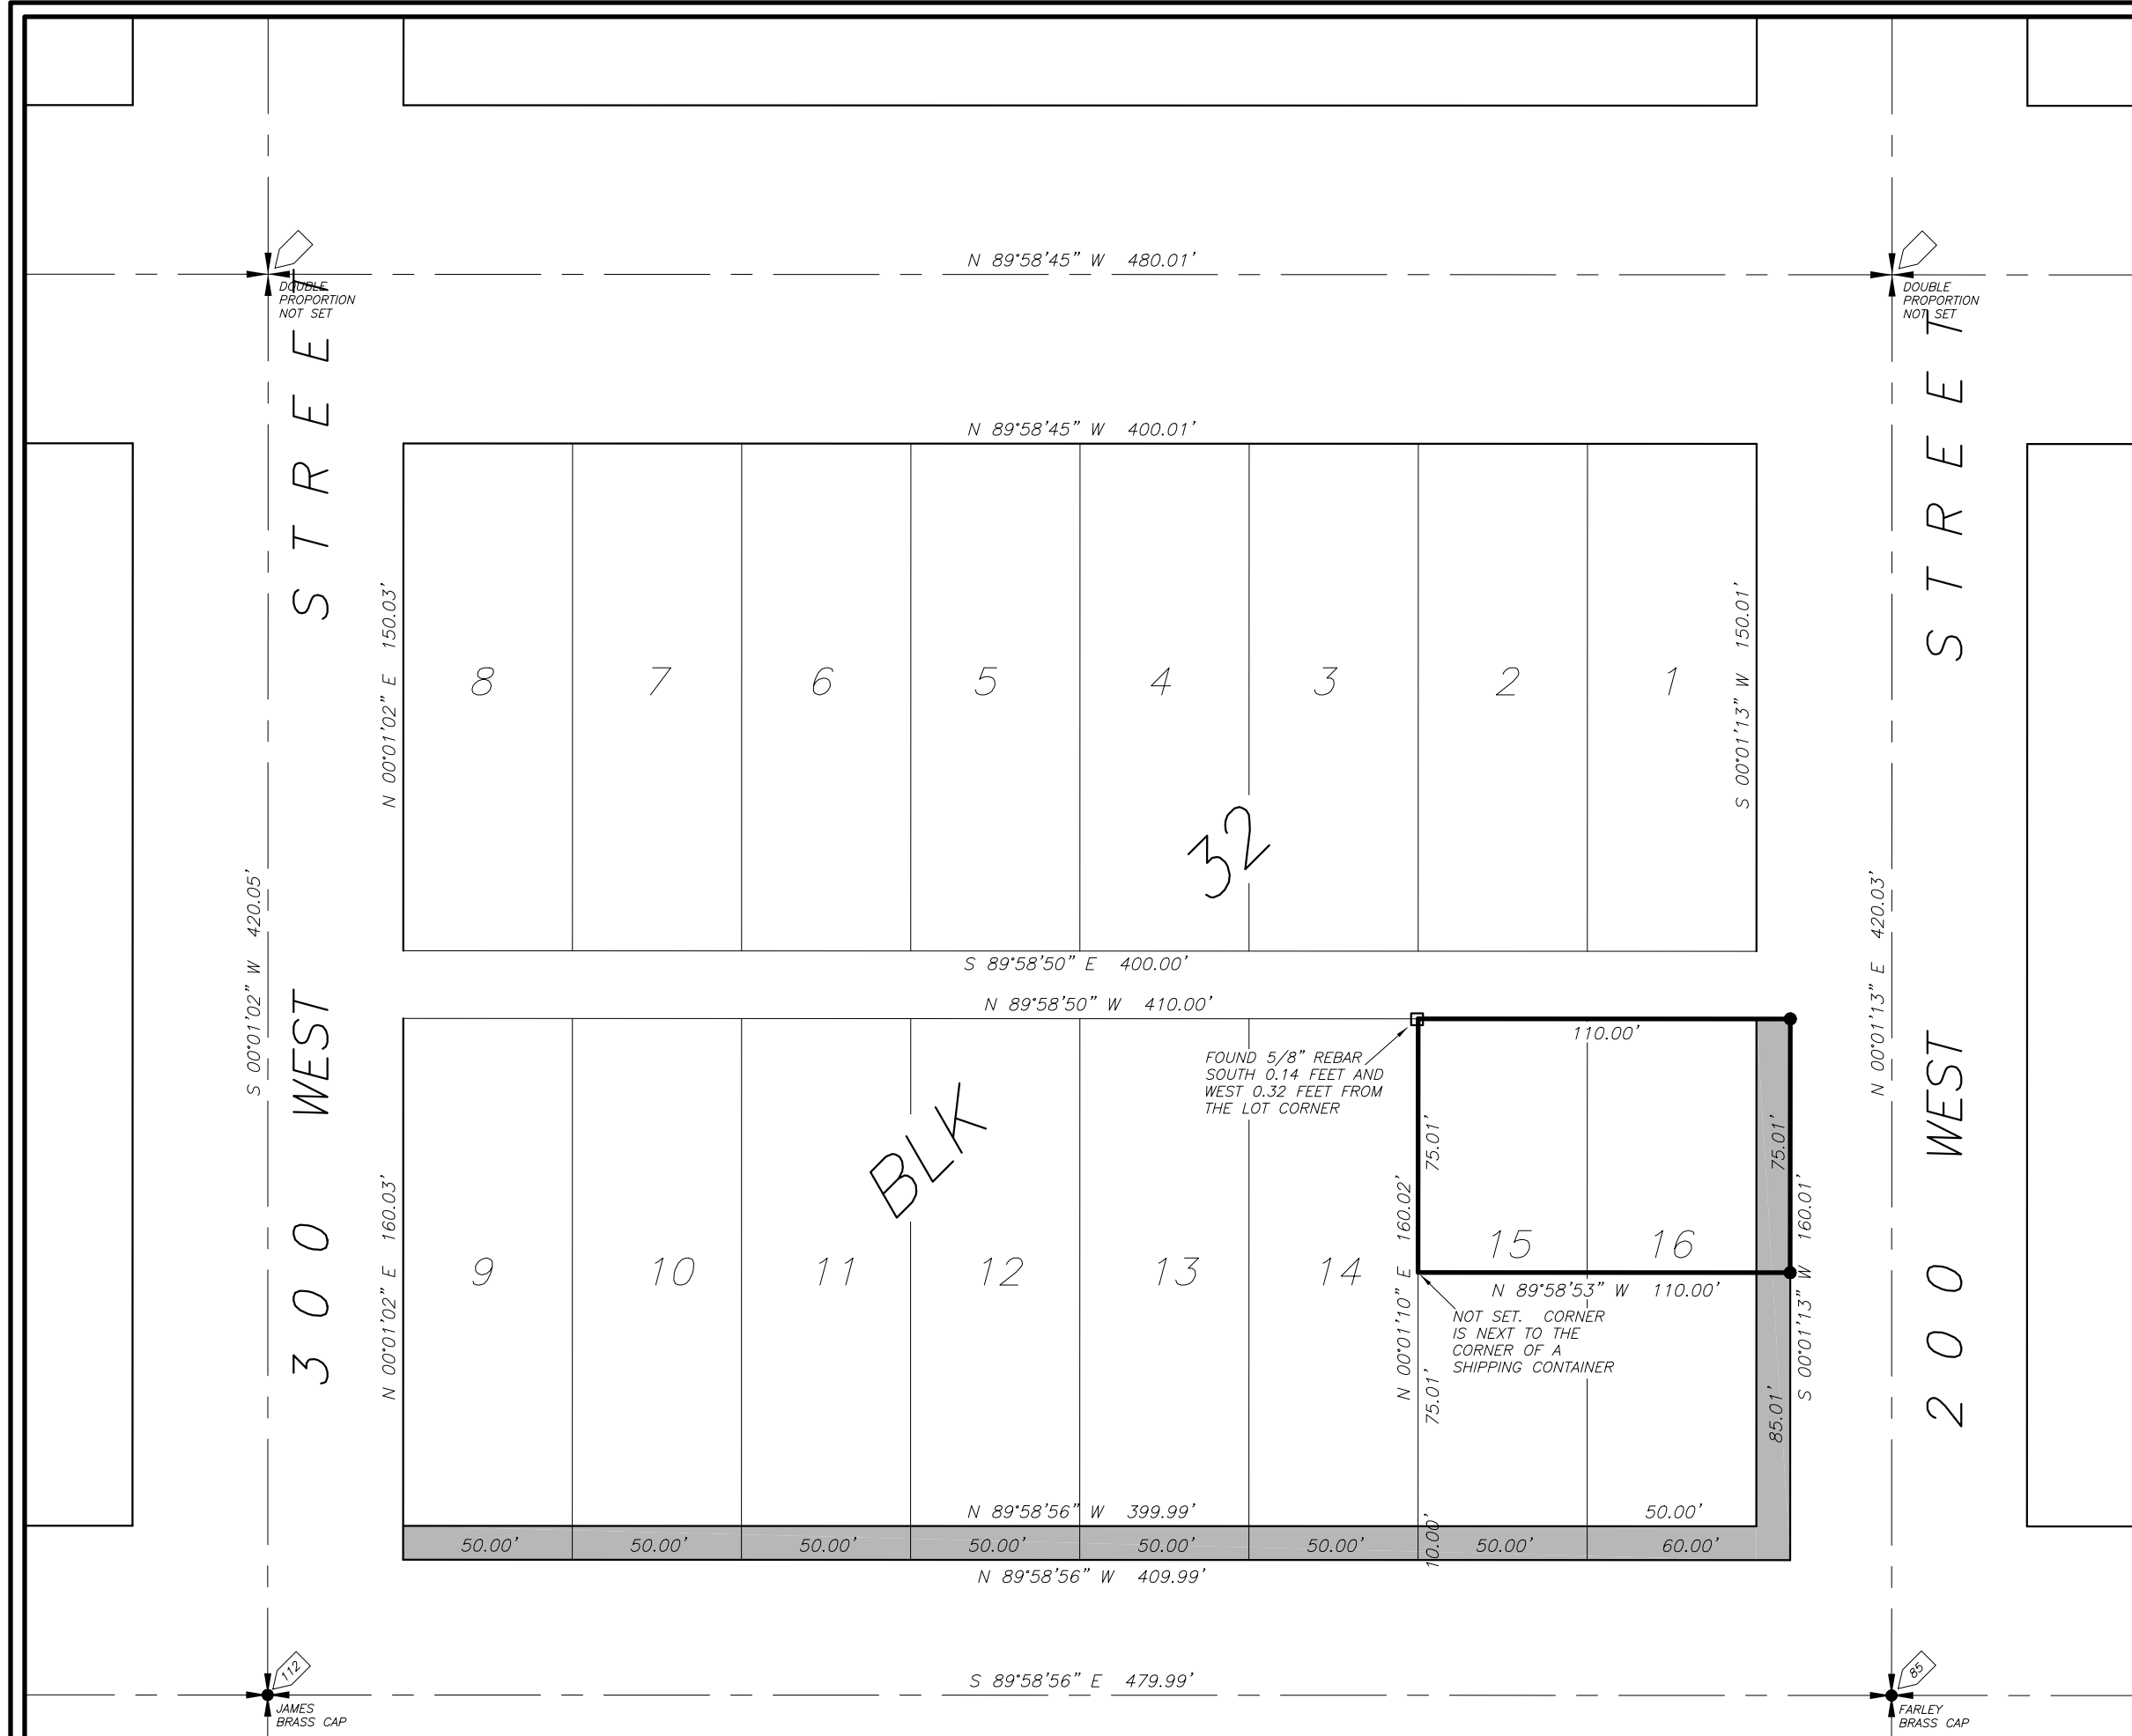 N 89°58'45" W 480.01'
DOUBLE
PROPORTION
NOT SET
DOUBLE
PROPORTION
NOT SET
300 WEST STREET
200 WEST STREET
N 89°58'45" W 400.01'
N 00°01'02" E 150.03'
S 00°01'13" W 150.01'
8
7
6
5
4
3
2
1
BLK 32
S 00°01'02" W 420.05'
N 00°01'13" E 420.03'
S 89°58'50" E 400.00'
N 89°58'50" W 410.00'
110.00'
FOUND 5/8" REBAR
SOUTH 0.14 FEET AND
WEST 0.32 FEET FROM
THE LOT CORNER
75.01'
75.01'
N 00°01'02" E 160.03'
N 00°01'10" E 160.02'
S 00°01'13" W 160.01'
9
10
11
12
13
14
15
16
N 89°58'53" W 110.00'
NOT SET. CORNER
IS NEXT TO THE
CORNER OF A
SHIPPING CONTAINER
75.01'
85.01'
N 89°58'56" W 399.99'
50.00'
50.00'
50.00'
50.00'
50.00'
50.00'
50.00'
10.00'
50.00'
60.00'
N 89°58'56" W 409.99'
S 89°58'56" E 479.99'
112
JAMES
BRASS CAP
85
FARLEY
BRASS CAP